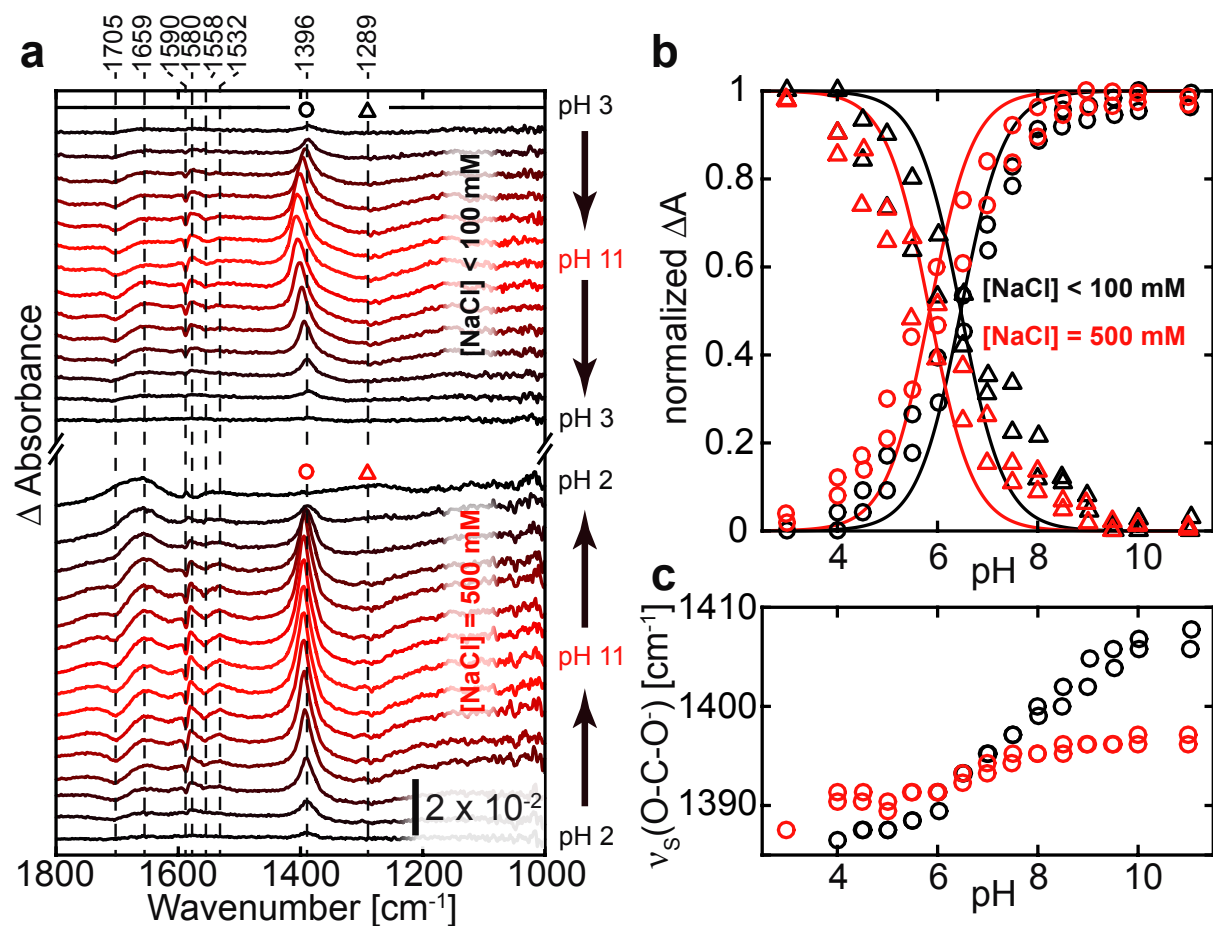 a
-1705
-1659
-1590
-1580
-1558
-1532
-1396
-1289
pH 3
pH 11
pH 3
[NaCl] < 100 mM
Δ Absorbance
pH 2
pH 11
pH 2
[NaCl] = 500 mM
2 x 10-2
1800
1600
1400
1200
1000
Wavenumber [cm-1]
b
1
0.8
0.6
0.4
0.2
0
normalized ΔA
[NaCl] < 100 mM
[NaCl] = 500 mM
4
6
8
10
pH
c
1410
1400
1390
νS(O-C-O-) [cm-1]
4
6
8
10
pH